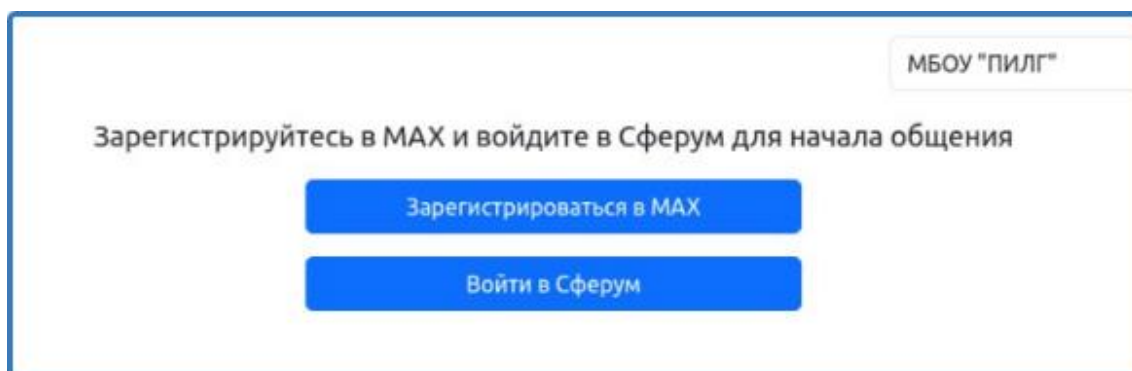 МБОУ "ПИЛГ"
Зарегистрируйтесь в MAX и войдите в Сферум для начала общения
Зарегистрироваться в MAX
Войти в Сферум